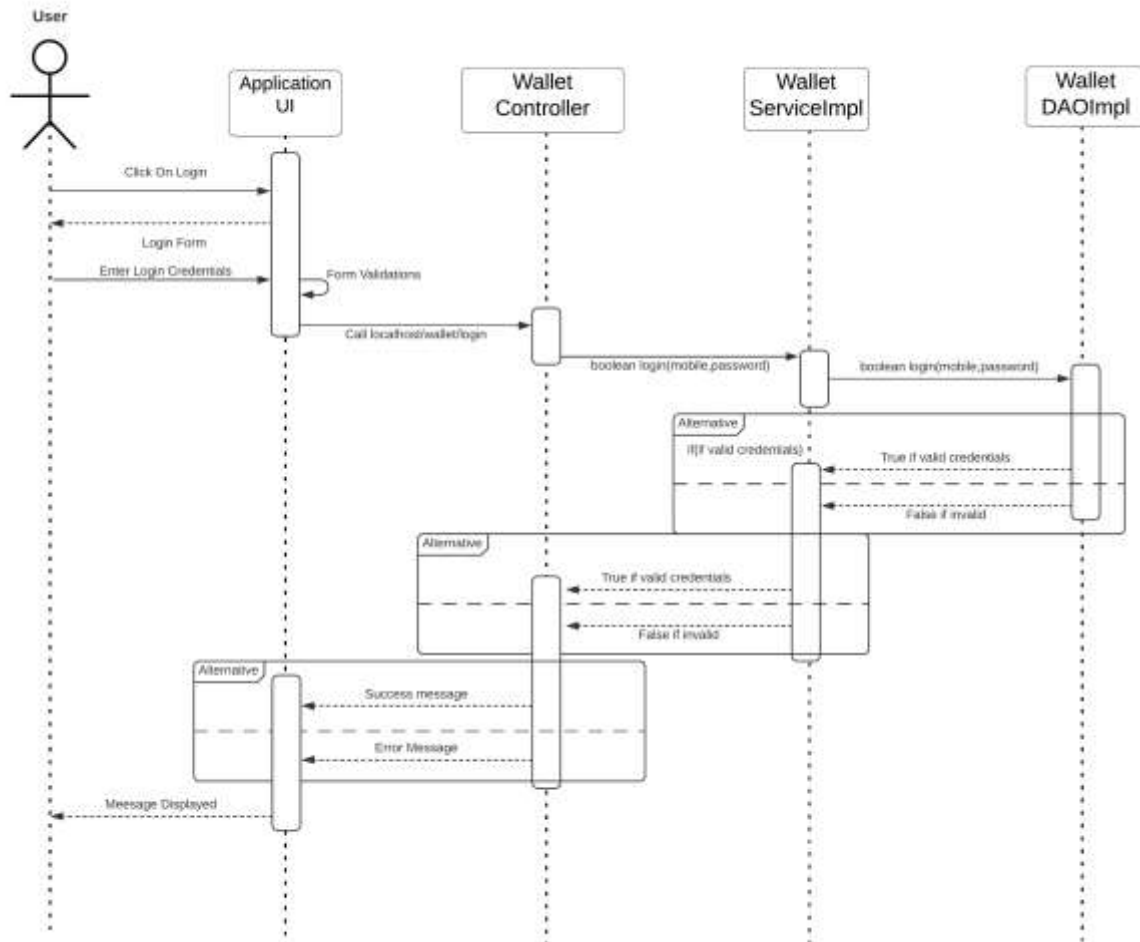 User
Application
UI
Wallet
Controller
Wallet
ServiceImpl
Wallet
DAOImpl
Click On Login
Login Form
Enter Login Credentials
Form Validations
Call localhost/wallet/login
boolean login(mobile,password)
boolean login(mobile,password)
Alternative
if(If valid credentials)
True if valid credentials
False if invalid
Alternative
True if valid credentials
False if invalid
Alternative
Success message
Error Message
Meesage Displayed